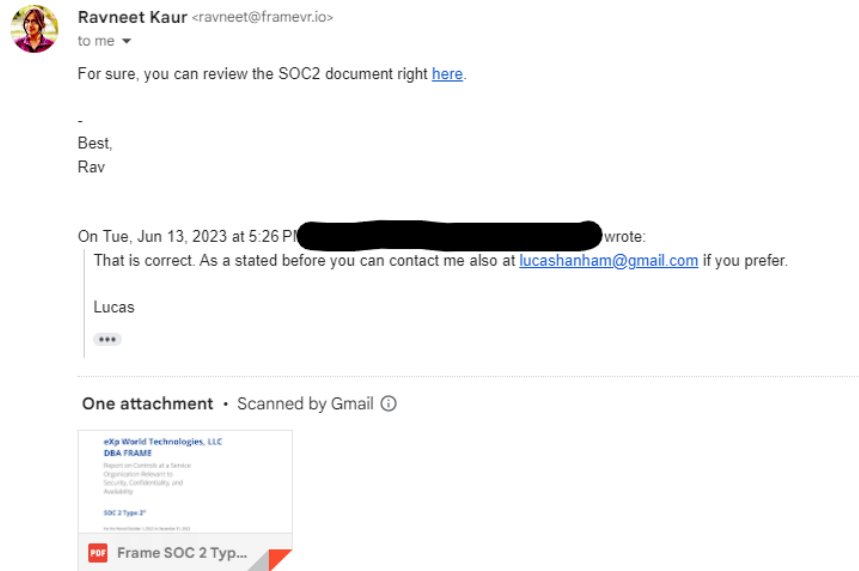 Ravneet Kaur <ravneet@framevr.io>
to me
For sure, you can review the SOC2 document right here.
-
Best,
Rav
On Tue, Jun 13, 2023 at 5:26 PM wrote:
That is correct. As a stated before you can contact me also at lucashanham@gmail.com if you prefer.
Lucas
One attachment • Scanned by Gmail
eXp World Technologies, LLC
DBA FRAME
Report on Controls at a Service
Organization Relevant to
Security, Confidentiality, and
Availability
SOC 2 Type 2
PDF Frame SOC 2 Typ...